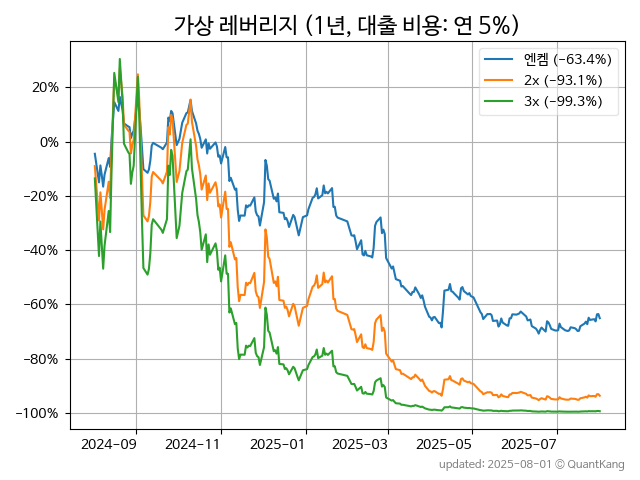 가상 레버리지 (1년, 대출 비용: 연 5%)
엔켐 (−63.4%)
2x (−93.1%)
3x (−99.3%)
20%
0%
−20%
−40%
−60%
−80%
−100%
2024-09 2024-11 2025-01 2025-03 2025-05 2025-07
updated: 2025-08-01 © QuantKang